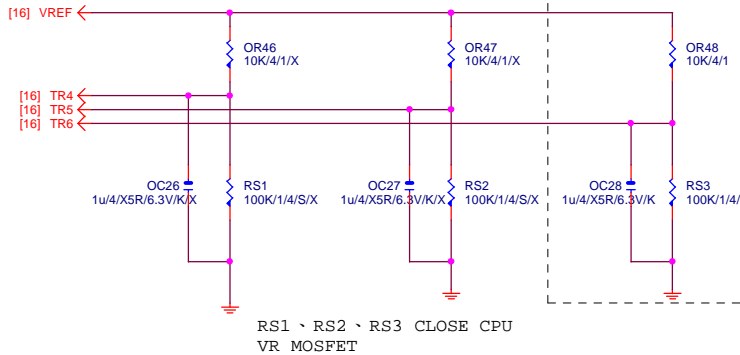 [16] VREF
OR46
10K/4/1/X
OR47
10K/4/1/X
OR48
10K/4/1
[16] TR4
[16] TR5
[16] TR6
OC26
1u/4/X5R/6.3V/K/X
RS1
100K/1/4/S/X
OC27
1u/4/X5R/6.3V/K/X
RS2
100K/1/4/S/X
OC28
1u/4/X5R/6.3V/K
RS3
100K/1/4/
RS1、RS2、RS3 CLOSE CPU
VR MOSFET